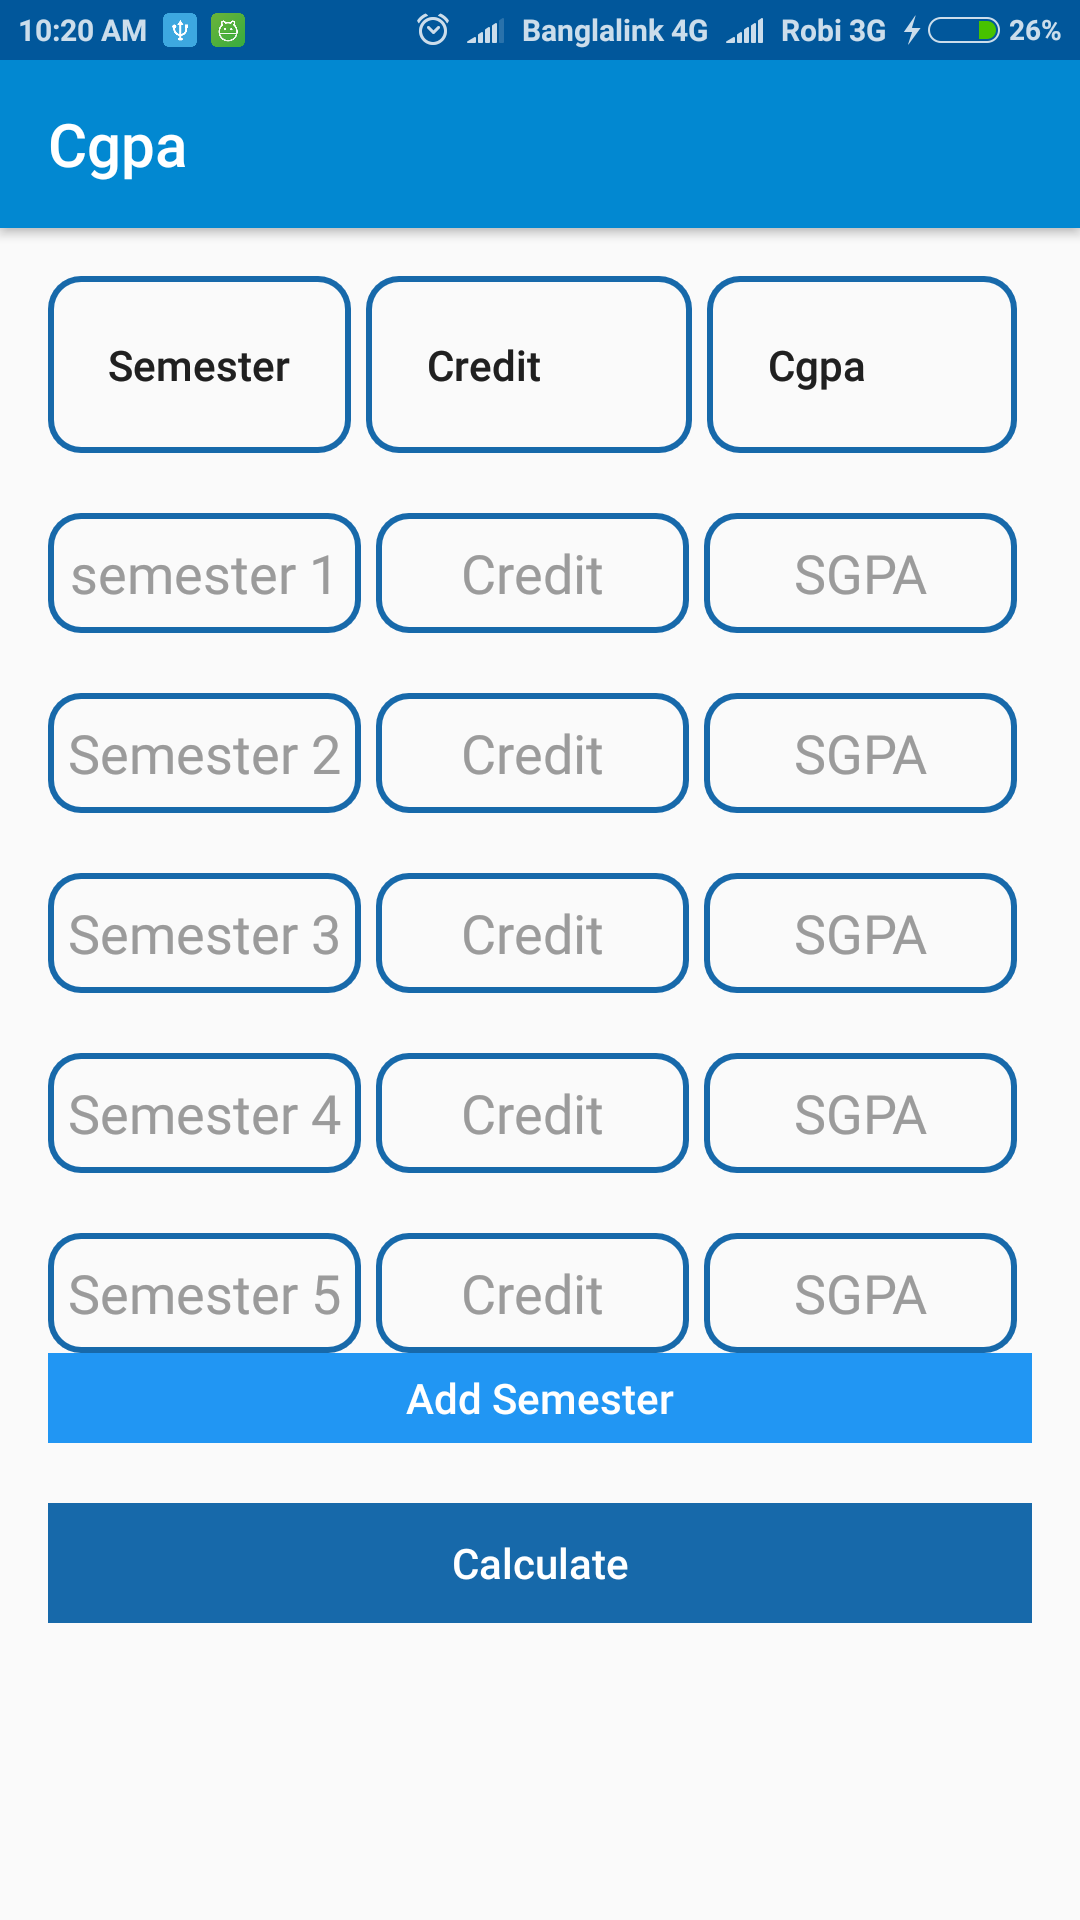 10:20 AM Banglalink 4G Robi 3G 26%
Cgpa
Semester Credit Cgpa
semester 1 Credit SGPA
Semester 2 Credit SGPA
Semester 3 Credit SGPA
Semester 4 Credit SGPA
Semester 5 Credit SGPA
Add Semester
Calculate